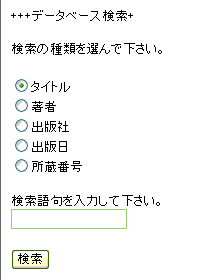 +++データベース検索+
検索の種類を選んで下さい。
タイトル
著者
出版社
出版日
所蔵番号
検索語句を入力して下さい。
検索